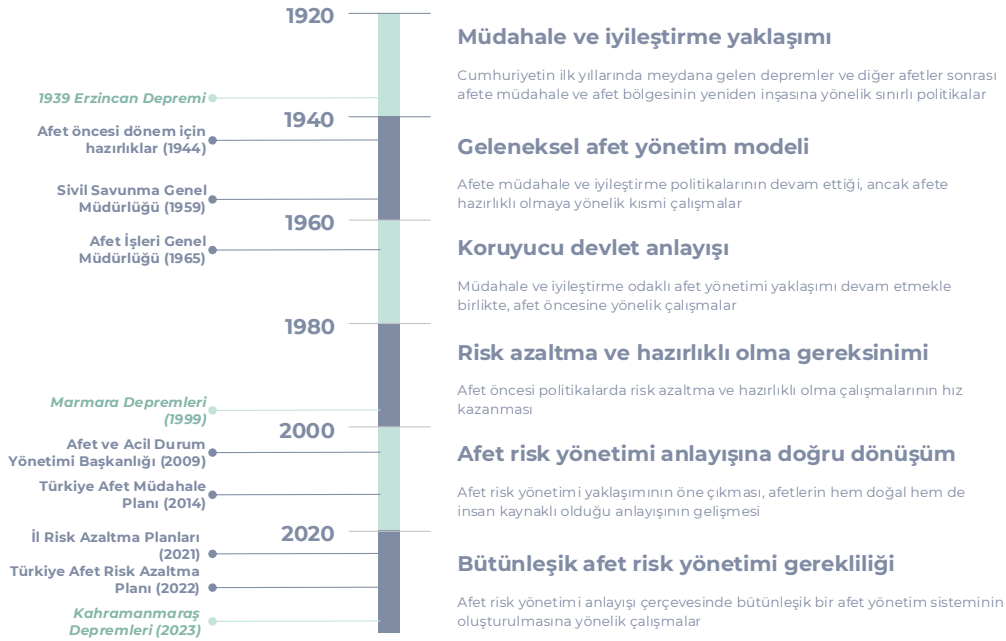 1920
Müdahale ve iyileştirme yaklaşımı
Cumhuriyetin ilk yıllarında meydana gelen depremler ve diğer afetler sonrası
afete müdahale ve afet bölgesinin yeniden inşasına yönelik sınırlı politikalar
1939 Erzincan Depremi
1940
Afet öncesi dönem için
hazırlıklar (1944)
Geleneksel afet yönetim modeli
Afete müdahale ve iyileştirme politikalarının devam ettiği, ancak afete
hazırlıklı olmaya yönelik kısmi çalışmalar
Sivil Savunma Genel
Müdürlüğü (1959)
1960
Afet İşleri Genel
Müdürlüğü (1965)
Koruyucu devlet anlayışı
Müdahale ve iyileştirme odaklı afet yönetimi yaklaşımı devam etmekle
birlikte, afet öncesine yönelik çalışmalar
1980
Risk azaltma ve hazırlıklı olma gereksinimi
Afet öncesi politikalarda risk azaltma ve hazırlıklı olma çalışmalarının hız
kazanması
Marmara Depremleri
(1999)
2000
Afet ve Acil Durum
Yönetimi Başkanlığı (2009)
Afet risk yönetimi anlayışına doğru dönüşüm
Afet risk yönetimi yaklaşımının öne çıkması, afetlerin hem doğal hem de
insan kaynaklı olduğu anlayışının gelişmesi
Türkiye Afet Müdahale
Planı (2014)
2020
İl Risk Azaltma Planları
(2021)
Türkiye Afet Risk Azaltma
Planı (2022)
Bütünleşik afet risk yönetimi gerekliliği
Afet risk yönetimi anlayışı çerçevesinde bütünleşik bir afet yönetim sisteminin
oluşturulmasına yönelik çalışmalar
Kahramanmaraş
Depremleri (2023)